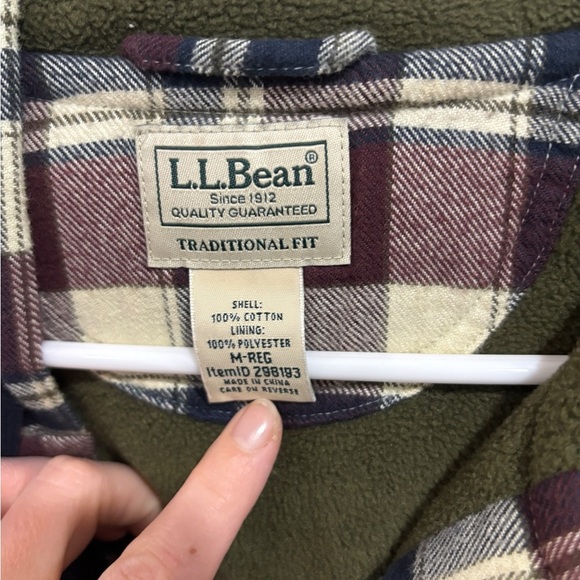 L.L.Bean®
Since 1912
QUALITY GUARANTEED
TRADITIONAL FIT
SHELL:
100% COTTON
LINING:
100% POLYESTER
M-REG
ItemID 298193
MADE IN CHINA
CARE ON REVERSE